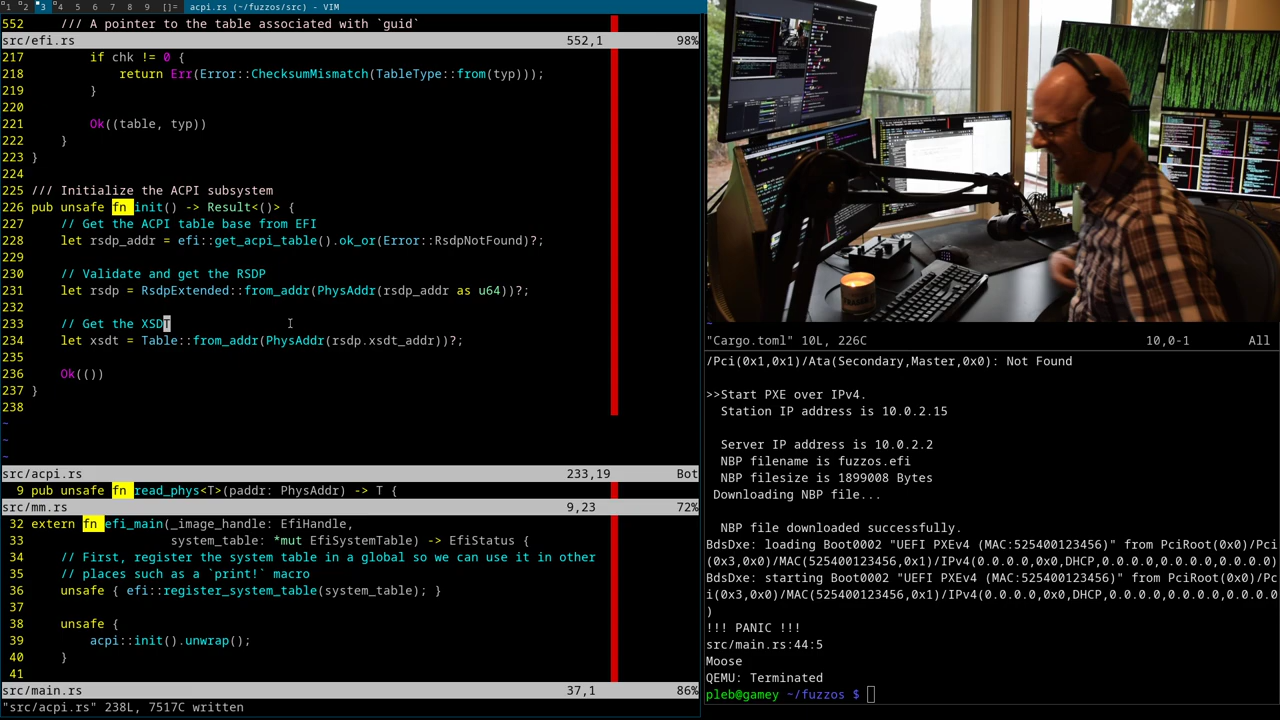 1 2 3 4 5 6 7 8 9 []= acpi.rs (~/fuzzos/src) - VIM
552 /// A pointer to the table associated with `guid`
src/efi.rs 552,1 98%
217 if chk != 0 {
218 return Err(Error::ChecksumMismatch(TableType::from(typ)));
219 }
220
221 Ok((table, typ))
222 }
223 }
224
225 /// Initialize the ACPI subsystem
226 pub unsafe fn init() -> Result<()> {
227 // Get the ACPI table base from EFI
228 let rsdp_addr = efi::get_acpi_table().ok_or(Error::RsdpNotFound)?;
229
230 // Validate and get the RSDP
231 let rsdp = RsdpExtended::from_addr(PhysAddr(rsdp_addr as u64))?;
232
233 // Get the XSDT
234 let xsdt = Table::from_addr(PhysAddr(rsdp.xsdt_addr))?;
235
236 Ok(())
237 }
238
~
~
~
src/acpi.rs 233,19 Bot
9 pub unsafe fn read_phys<T>(paddr: PhysAddr) -> T {
src/mm.rs 9,23 72%
32 extern fn efi_main(_image_handle: EfiHandle,
33 system_table: *mut EfiSystemTable) -> EfiStatus {
34 // First, register the system table in a global so we can use it in other
35 // places such as a `print!` macro
36 unsafe { efi::register_system_table(system_table); }
37
38 unsafe {
39 acpi::init().unwrap();
40 }
41
src/main.rs 37,1 86%
"src/acpi.rs" 238L, 7517C written
~
"Cargo.toml" 10L, 226C 10,0-1 All
/Pci(0x1,0x1)/Ata(Secondary,Master,0x0): Not Found
>>Start PXE over IPv4.
Station IP address is 10.0.2.15
Server IP address is 10.0.2.2
NBP filename is fuzzos.efi
NBP filesize is 1899008 Bytes
Downloading NBP file...
NBP file downloaded successfully.
BdsDxe: loading Boot0002 "UEFI PXEv4 (MAC:525400123456)" from PciRoot(0x0)/Pci
(0x3,0x0)/MAC(525400123456,0x1)/IPv4(0.0.0.0,0x0,DHCP,0.0.0.0,0.0.0.0,0.0.0.0)
BdsDxe: starting Boot0002 "UEFI PXEv4 (MAC:525400123456)" from PciRoot(0x0)/Pc
i(0x3,0x0)/MAC(525400123456,0x1)/IPv4(0.0.0.0,0x0,DHCP,0.0.0.0,0.0.0.0,0.0.0.0
)
!!! PANIC !!!
src/main.rs:44:5
Moose
QEMU: Terminated
pleb@gamey ~/fuzzos $